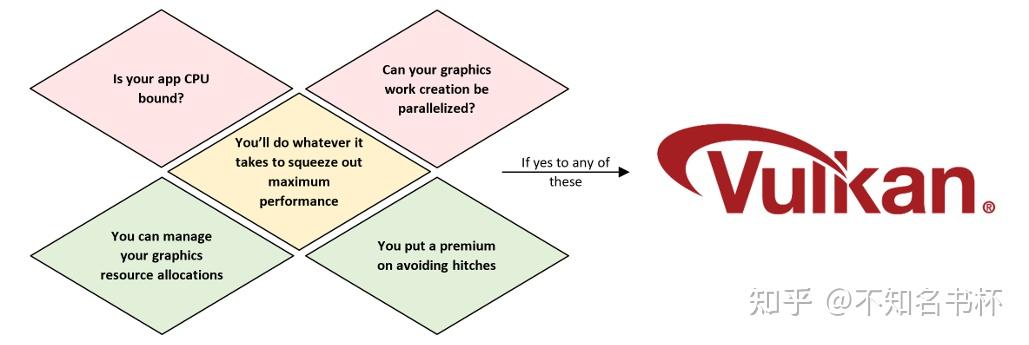 Is your app CPU
bound?
Can your graphics
work creation be
parallelized?
You'll do whatever it
takes to squeeze out
maximum
performance
You can manage
your graphics
resource allocations
You put a premium
on avoiding hitches
If yes to any of
these
Vulkan®
知乎 @不知名书杯